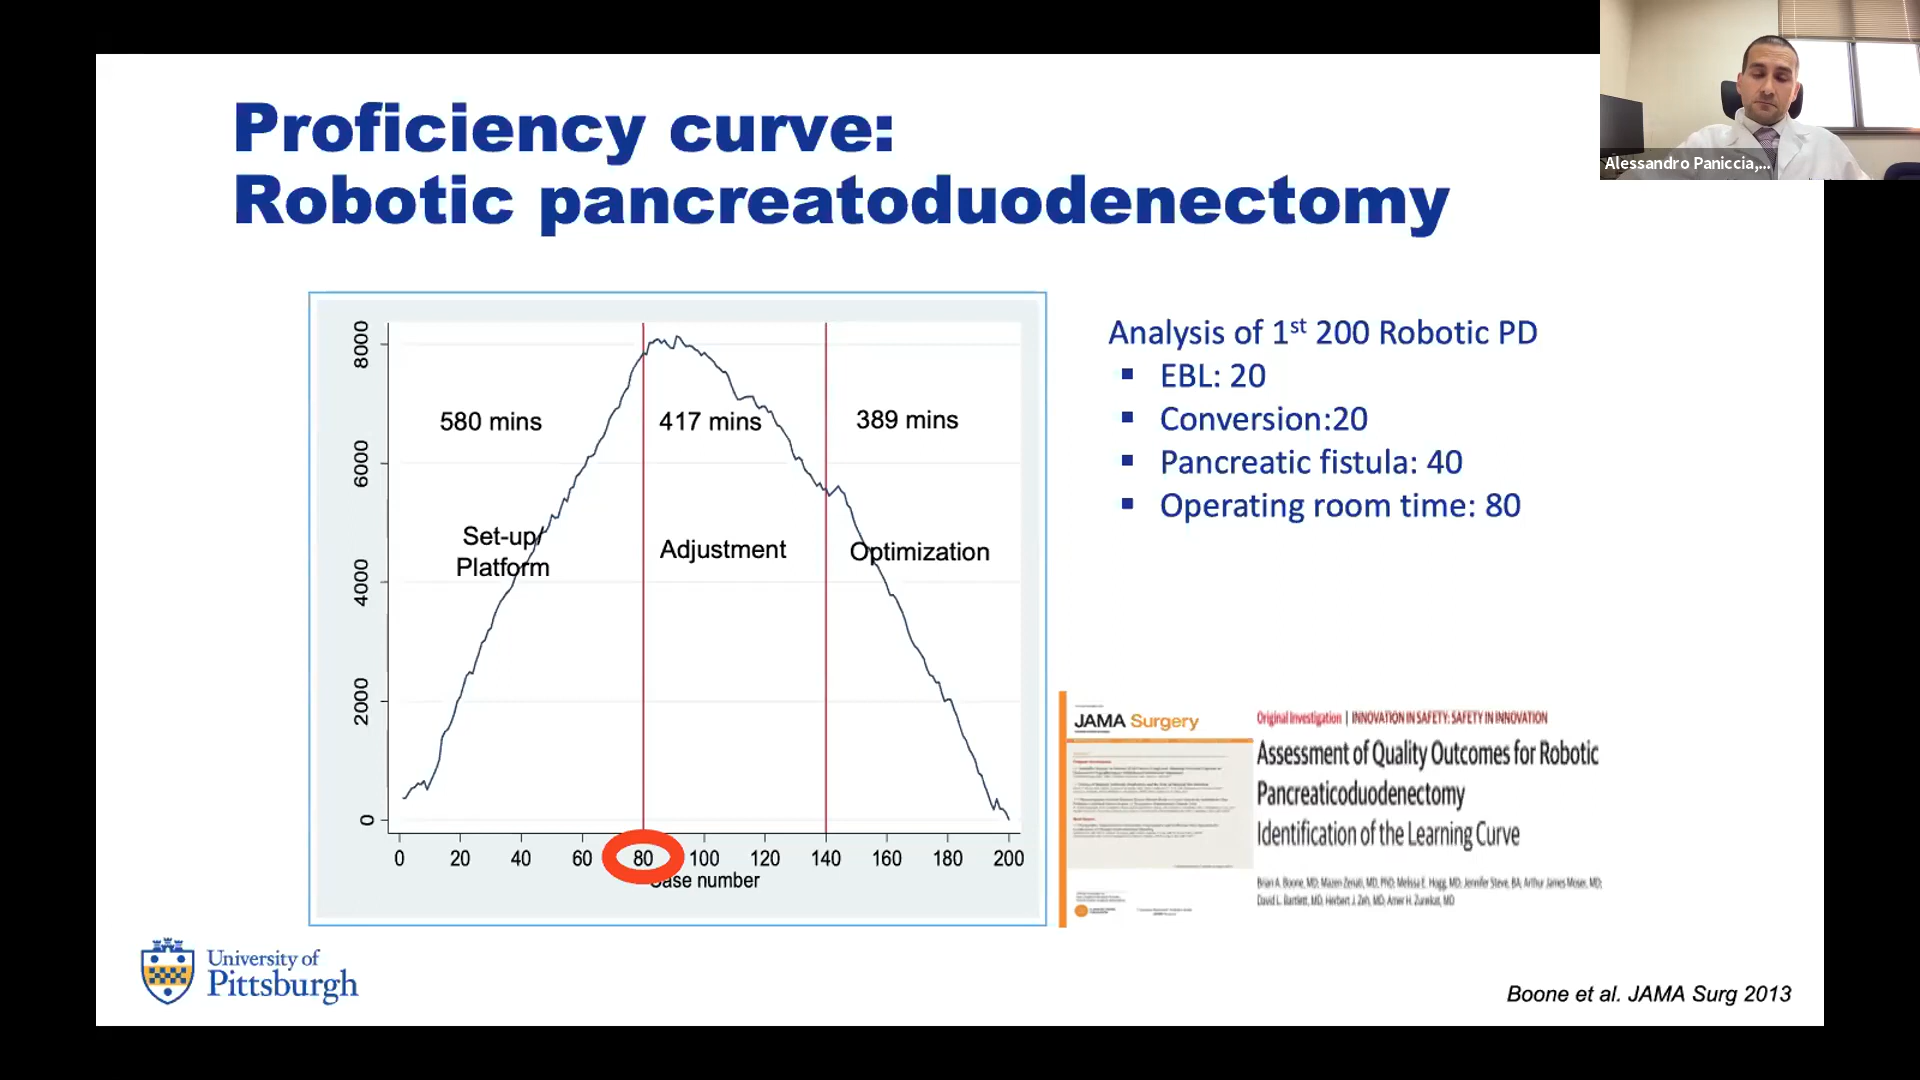 Proficiency curve:
Robotic pancreatoduodenectomy
Alessandro Paniccia,...
8000
6000
4000
2000
0
580 mins
417 mins
389 mins
Set-up/
Platform
Adjustment
Optimization
0 20 40 60 80 100 120 140 160 180 200
Case number
Analysis of 1st 200 Robotic PD
▪ EBL: 20
▪ Conversion:20
▪ Pancreatic fistula: 40
▪ Operating room time: 80
JAMA Surgery
Original Investigation | INNOVATION IN SAFETY: SAFETY IN INNOVATION
Assessment of Quality Outcomes for Robotic
Pancreaticoduodenectomy
Identification of the Learning Curve
Brian A. Boone, MD; Mazen Zenati, MD, PhD; Melissa E. Hogg, MD; Jennifer Steve, BA; Arthur James Moser, MD;
David L. Bartlett, MD; Herbert J. Zeh, MD; Amer H. Zureikat, MD
University of
Pittsburgh
Boone et al. JAMA Surg 2013